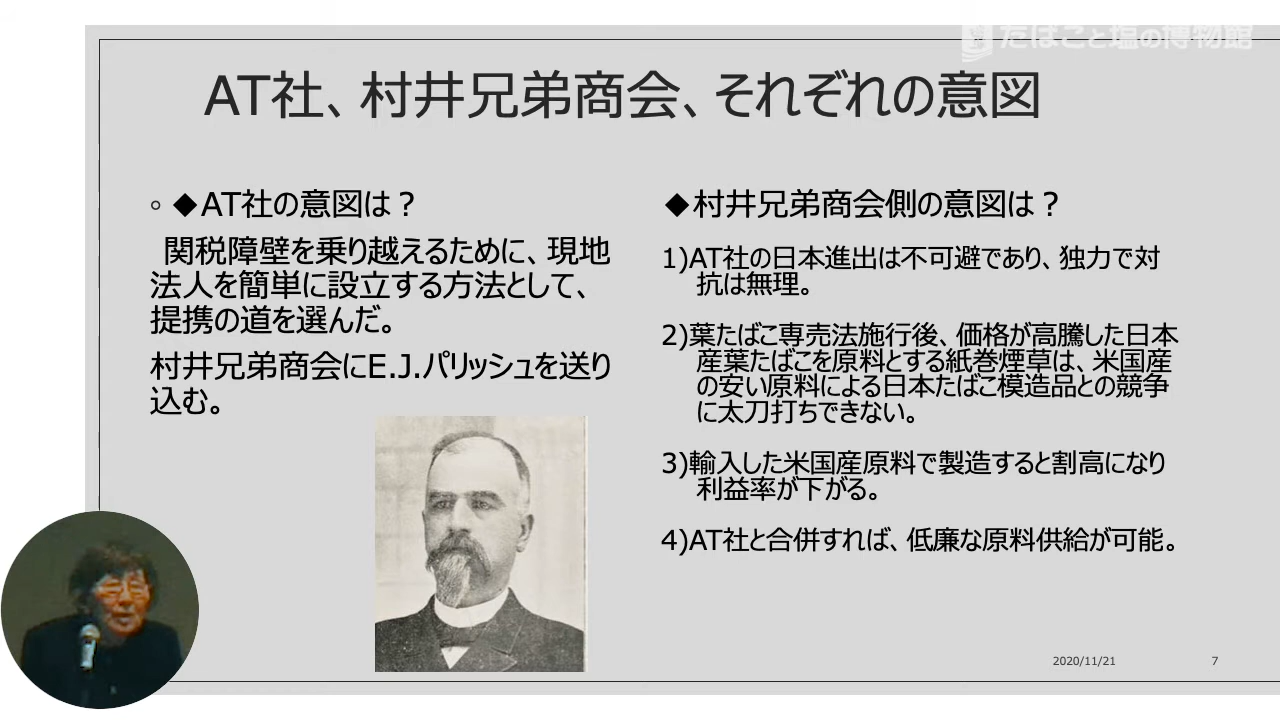 たばこと塩の博物館
AT社、村井兄弟商会、それぞれの意図
◆AT社の意図は？
関税障壁を乗り越えるために、現地
法人を簡単に設立する方法として、
提携の道を選んだ。
村井兄弟商会にE.J.パリッシュを送り
込む。
◆村井兄弟商会側の意図は？
1)AT社の日本進出は不可避であり、独力で対
抗は無理。
2)葉たばこ専売法施行後、価格が高騰した日本
産葉たばこを原料とする紙巻煙草は、米国産
の安い原料による日本たばこ模造品との競争
に太刀打ちできない。
3)輸入した米国産原料で製造すると割高になり
利益率が下がる。
4)AT社と合併すれば、低廉な原料供給が可能。
2020/11/21
7